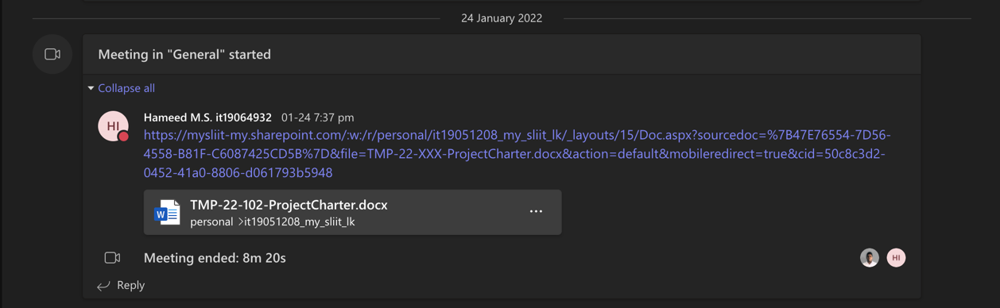 24 January 2022
Meeting in "General" started
Collapse all
HI
Hameed M.S. it19064932 01-24 7:37 pm
https://mysliit-my.sharepoint.com/:w:/r/personal/it19051208_my_sliit_lk/_layouts/15/Doc.aspx?sourcedoc=%7B47E76554-7D56-
4558-B81F-C6087425CD5B%7D&file=TMP-22-XXX-ProjectCharter.docx&action=default&mobileredirect=true&cid=50c8c3d2-
0452-41a0-8806-d061793b5948
W
TMP-22-102-ProjectCharter.docx
...
personal >it19051208_my_sliit_lk
Meeting ended: 8m 20s
HI
Reply